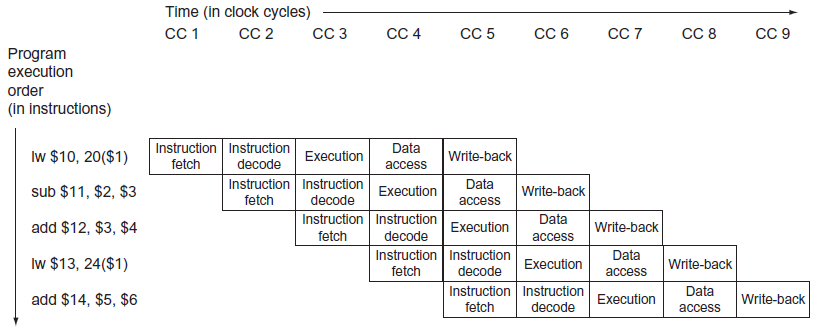 Time (in clock cycles)
CC 1 CC 2 CC 3 CC 4 CC 5 CC 6 CC 7 CC 8 CC 9
Program
execution
order
(in instructions)
lw $10, 20($1) Instruction fetch Instruction decode Execution Data access Write-back
sub $11, $2, $3 Instruction fetch Instruction decode Execution Data access Write-back
add $12, $3, $4 Instruction fetch Instruction decode Execution Data access Write-back
lw $13, 24($1) Instruction fetch Instruction decode Execution Data access Write-back
add $14, $5, $6 Instruction fetch Instruction decode Execution Data access Write-back